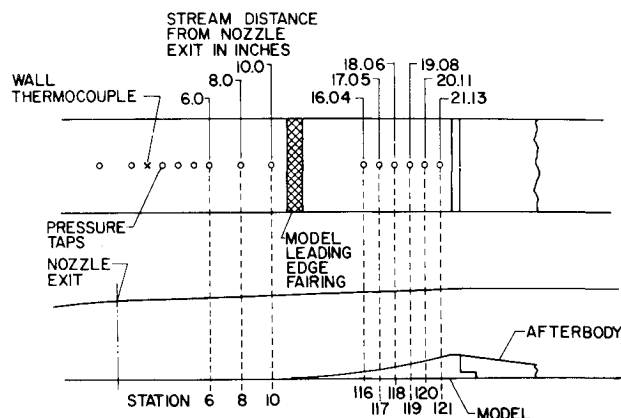 STREAM DISTANCE
FROM NOZZLE
EXIT IN INCHES
10.0
8.0
6.0
18.06
17.05
16.04
19.08
20.11
21.13
WALL
THERMOCOUPLE
PRESSURE
TAPS
NOZZLE
EXIT
MODEL
LEADING
EDGE
FAIRING
AFTERBODY
STATION 6 8 10
116
117
118
119
120
121
MODEL